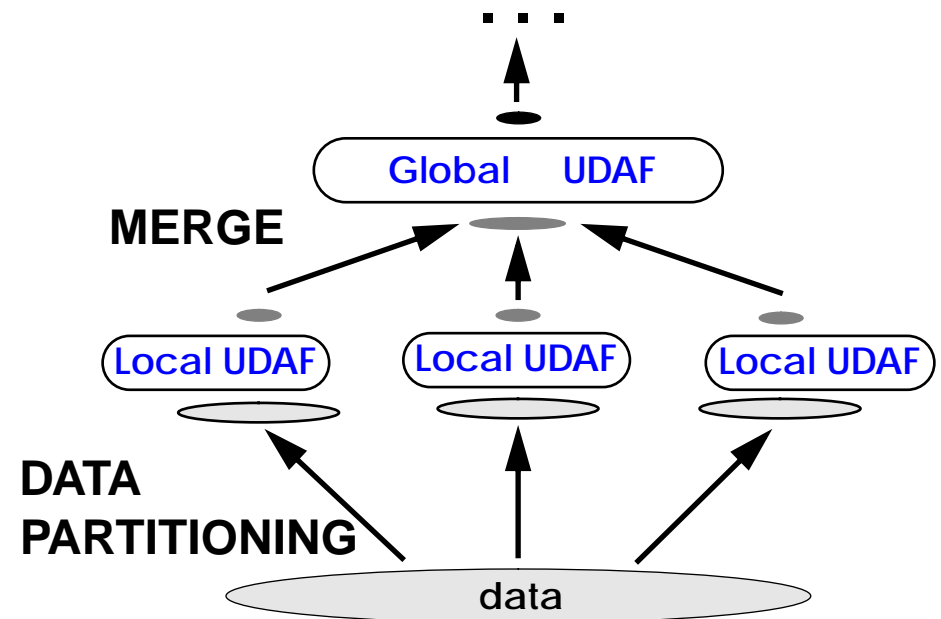 ...
Global UDAF
MERGE
Local UDAF Local UDAF Local UDAF
DATA
PARTITIONING
data